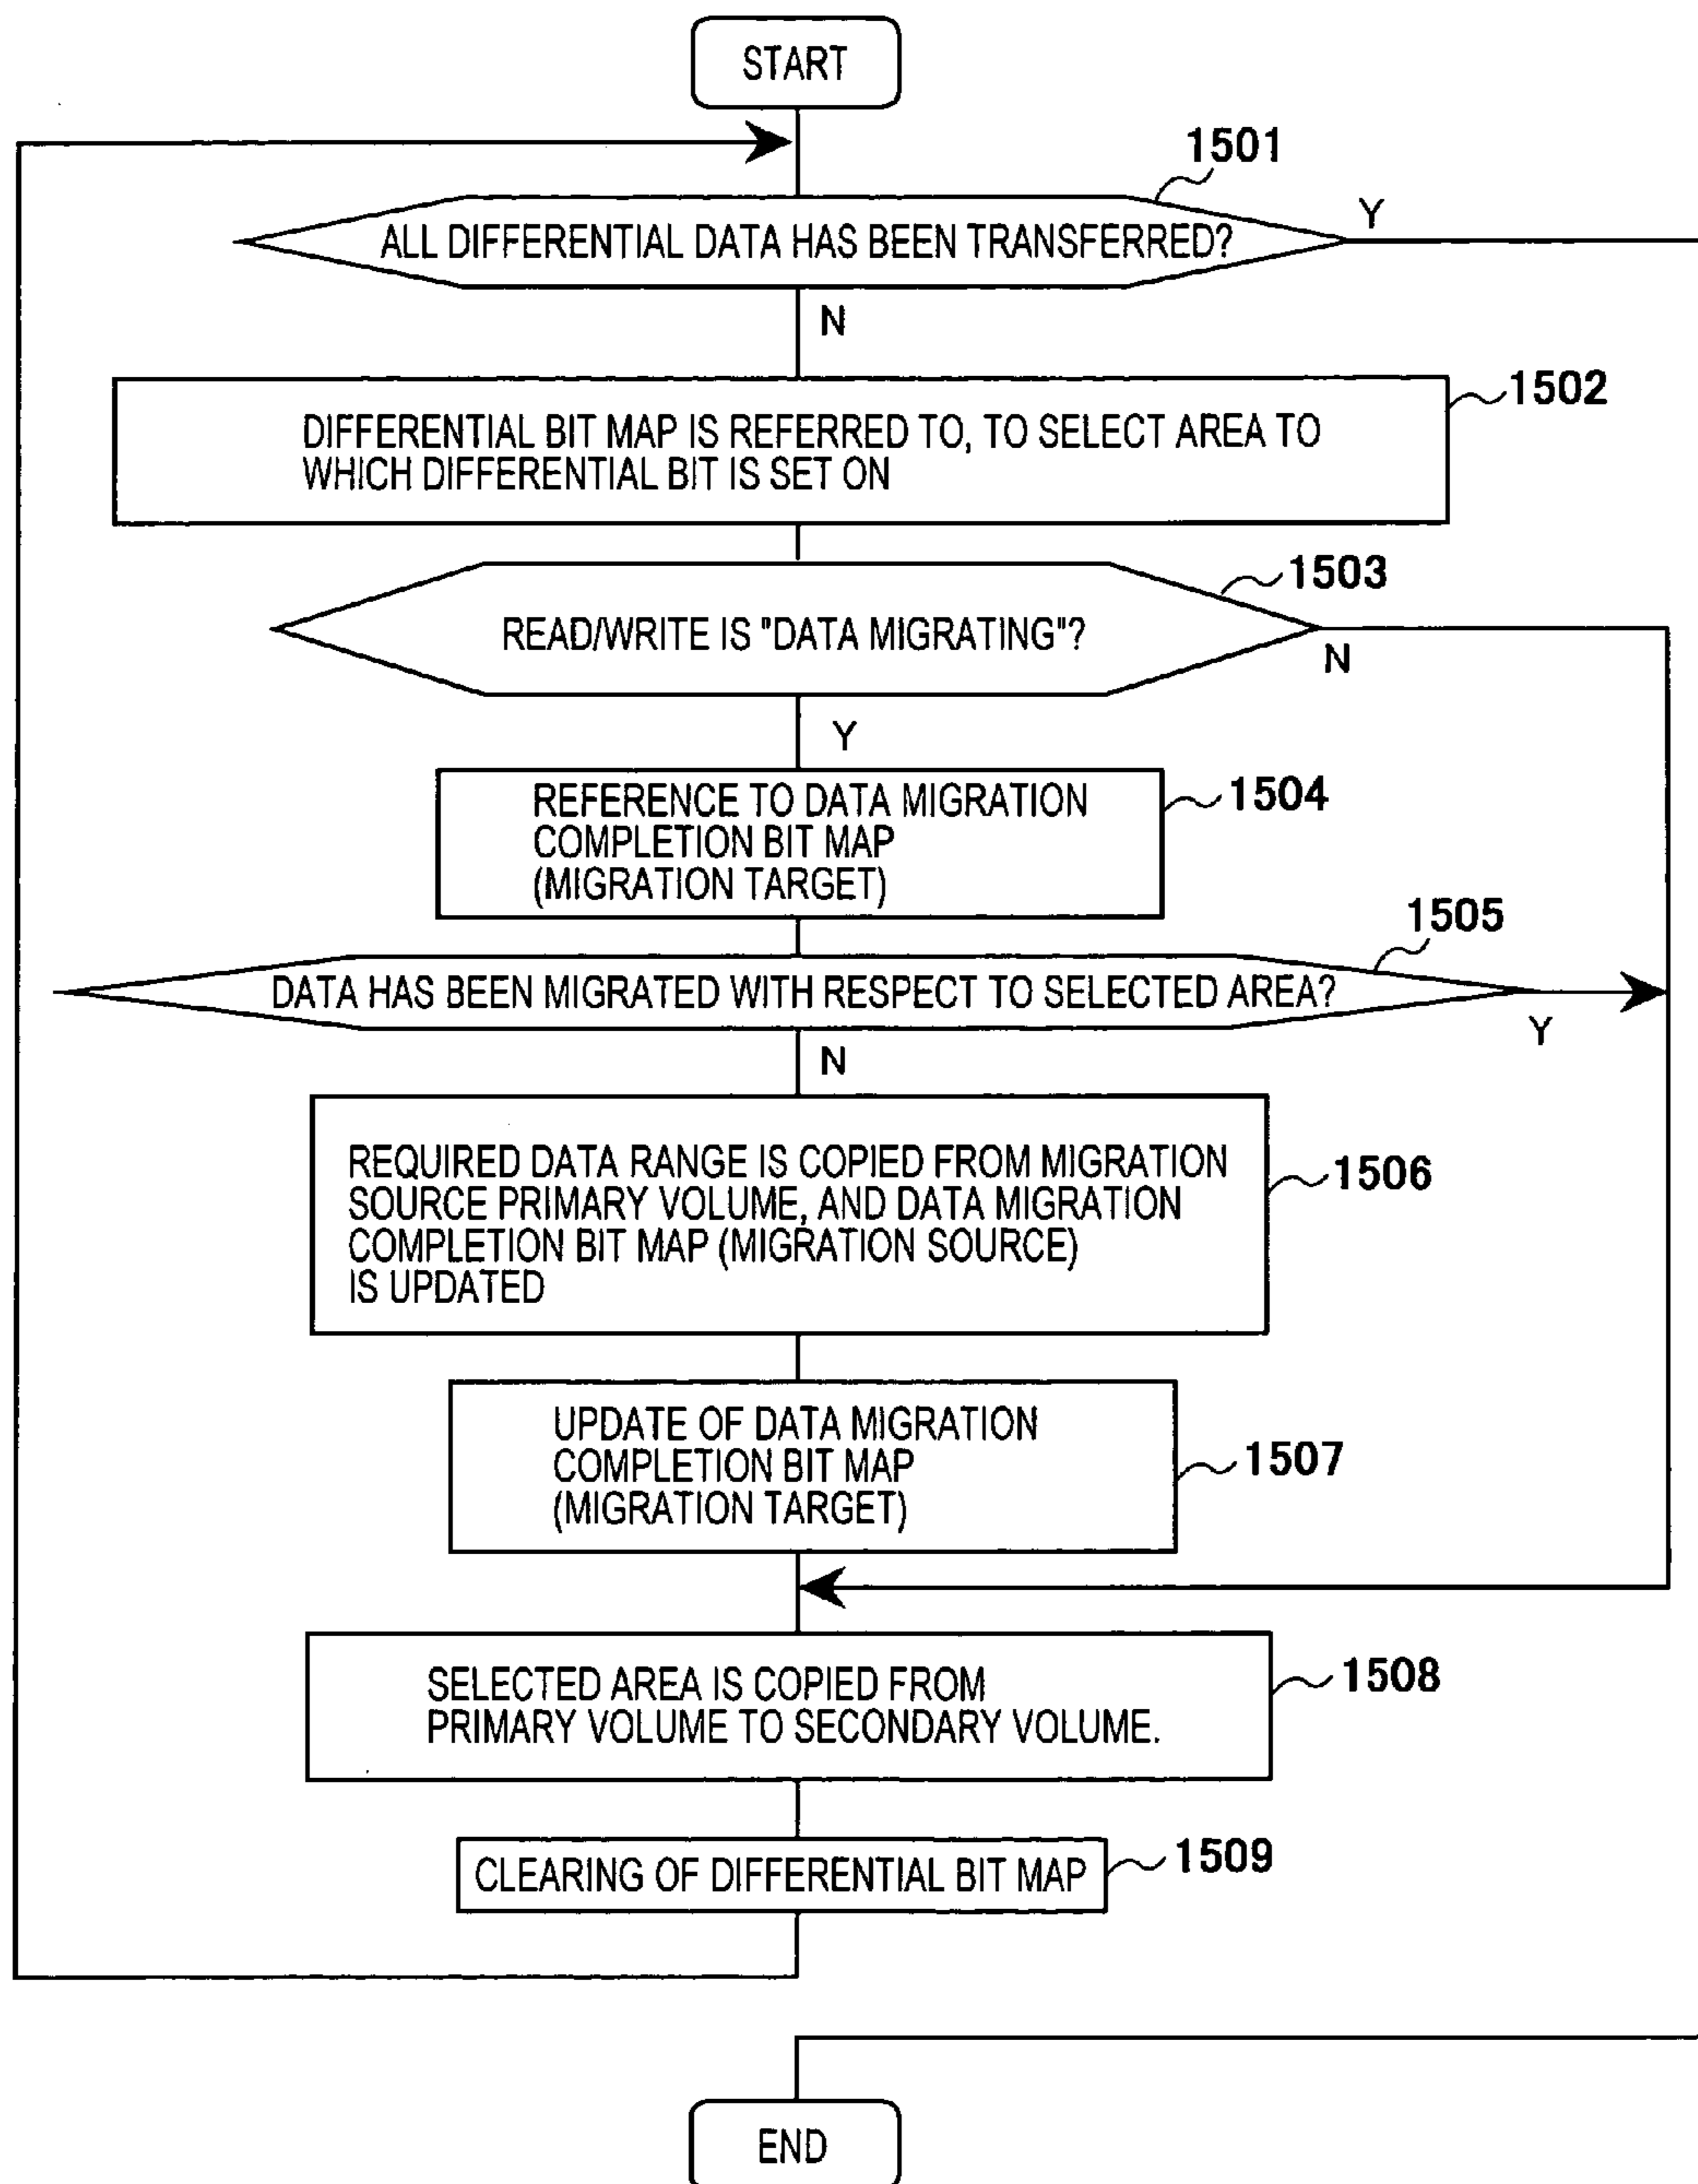 START
1501
ALL DIFFERENTIAL DATA HAS BEEN TRANSFERRED?
Y
N
1502
DIFFERENTIAL BIT MAP IS REFERRED TO, TO SELECT AREA TO
WHICH DIFFERENTIAL BIT IS SET ON
1503
READ/WRITE IS "DATA MIGRATING"?
N
Y
REFERENCE TO DATA MIGRATION
COMPLETION BIT MAP
(MIGRATION TARGET)
1504
1505
DATA HAS BEEN MIGRATED WITH RESPECT TO SELECTED AREA?
Y
N
REQUIRED DATA RANGE IS COPIED FROM MIGRATION
SOURCE PRIMARY VOLUME, AND DATA MIGRATION
COMPLETION BIT MAP (MIGRATION SOURCE)
IS UPDATED
1506
UPDATE OF DATA MIGRATION
COMPLETION BIT MAP
(MIGRATION TARGET)
1507
SELECTED AREA IS COPIED FROM
PRIMARY VOLUME TO SECONDARY VOLUME.
1508
CLEARING OF DIFFERENTIAL BIT MAP
1509
END